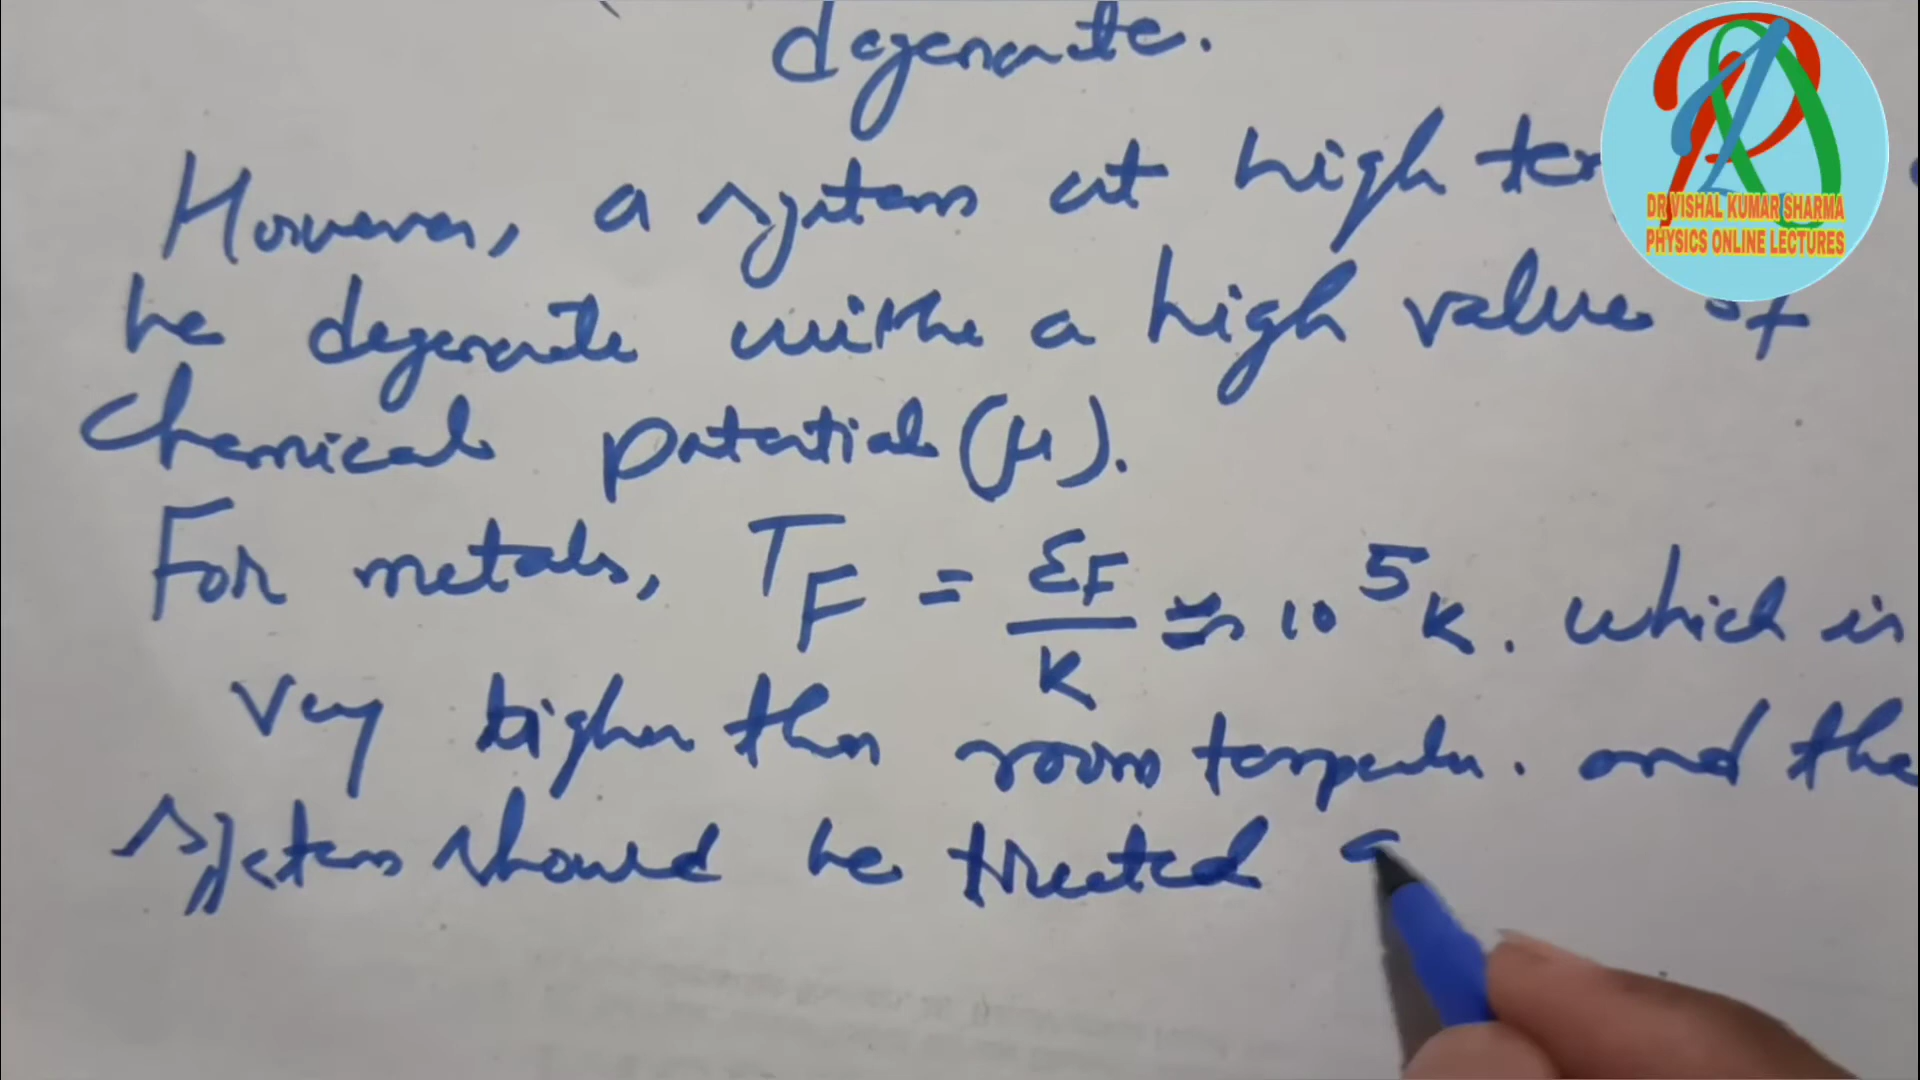 degenerate.
However, a system at high
be degenerate with a high value of
chemical potential (μ).
For metals, T_F = ε_F / K ≈ 10^5 K. which is
very higher than room and the
system should be treated a
DR VISHAL KUMAR SHARMA
PHYSICS ONLINE LECTURES